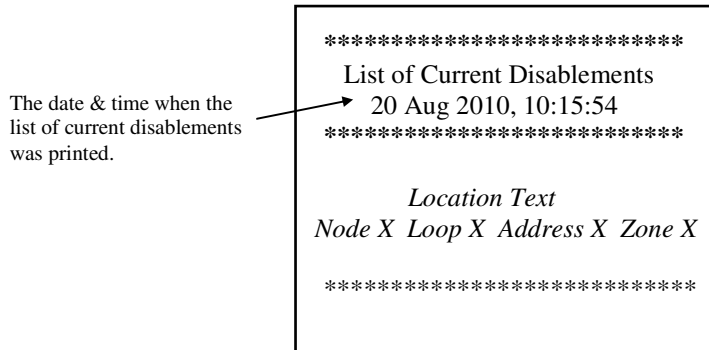 The date & time when the
list of current disablements
was printed.
***************************
List of Current Disablements
20 Aug 2010, 10:15:54
***************************
Location Text
Node X Loop X Address X Zone X
****************************